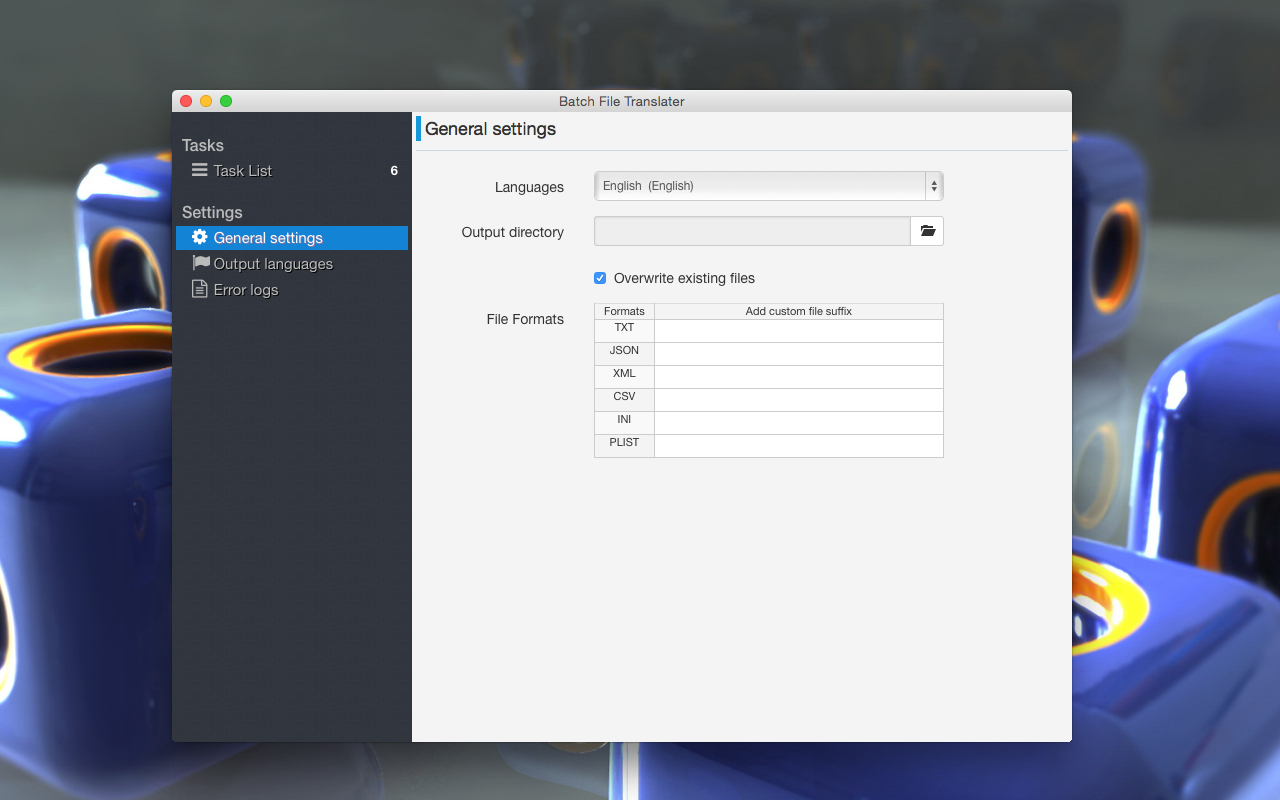 Batch File Translater
Tasks
Task List 6
Settings
General settings
Output languages
Error logs
General settings
Languages English (English)
Output directory
Overwrite existing files
File Formats
Formats Add custom file suffix
TXT
JSON
XML
CSV
INI
PLIST